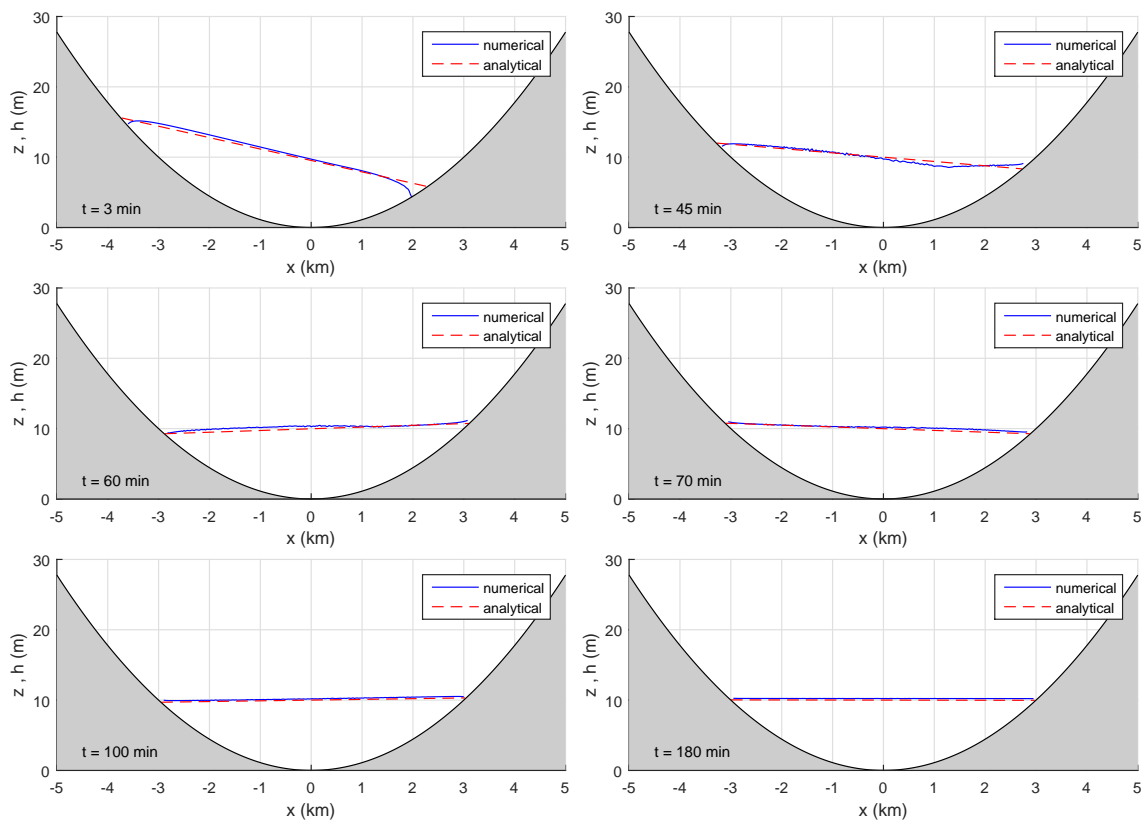 30
20
10
0
z , h (m)
numerical
analytical
t = 3 min
-5 -4 -3 -2 -1 0 1 2 3 4 5
x (km)
30
20
10
0
z , h (m)
numerical
analytical
t = 45 min
-5 -4 -3 -2 -1 0 1 2 3 4 5
x (km)
30
20
10
0
z , h (m)
numerical
analytical
t = 60 min
-5 -4 -3 -2 -1 0 1 2 3 4 5
x (km)
30
20
10
0
z , h (m)
numerical
analytical
t = 70 min
-5 -4 -3 -2 -1 0 1 2 3 4 5
x (km)
30
20
10
0
z , h (m)
numerical
analytical
t = 100 min
-5 -4 -3 -2 -1 0 1 2 3 4 5
x (km)
30
20
10
0
z , h (m)
numerical
analytical
t = 180 min
-5 -4 -3 -2 -1 0 1 2 3 4 5
x (km)